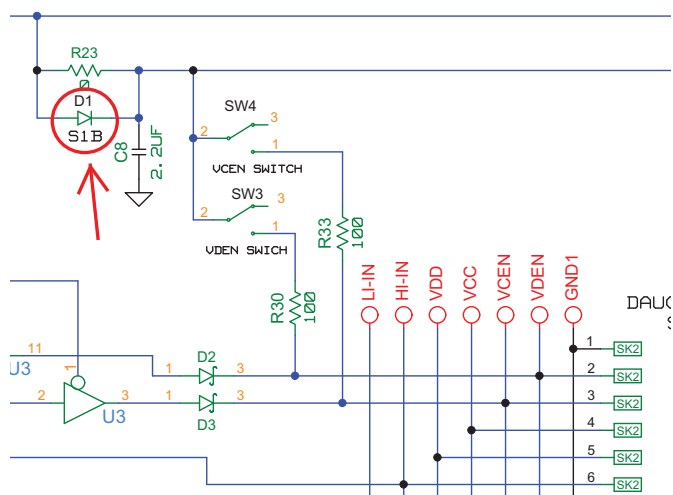 R23
0
D1
S1B
C8
2.2UF
SW4
3
2
1
VCEN SWITCH
SW3
3
2
1
VDEN SWICH
R33
100
R30
100
LI-IN
HI-IN
VDD
VCC
VCEN
VDEN
GND1
DAUG
S
1
SK2
11
U3
1
1
D2
3
2
SK2
2
3
U3
1
D3
3
3
SK2
4
SK2
5
SK2
6
SK2